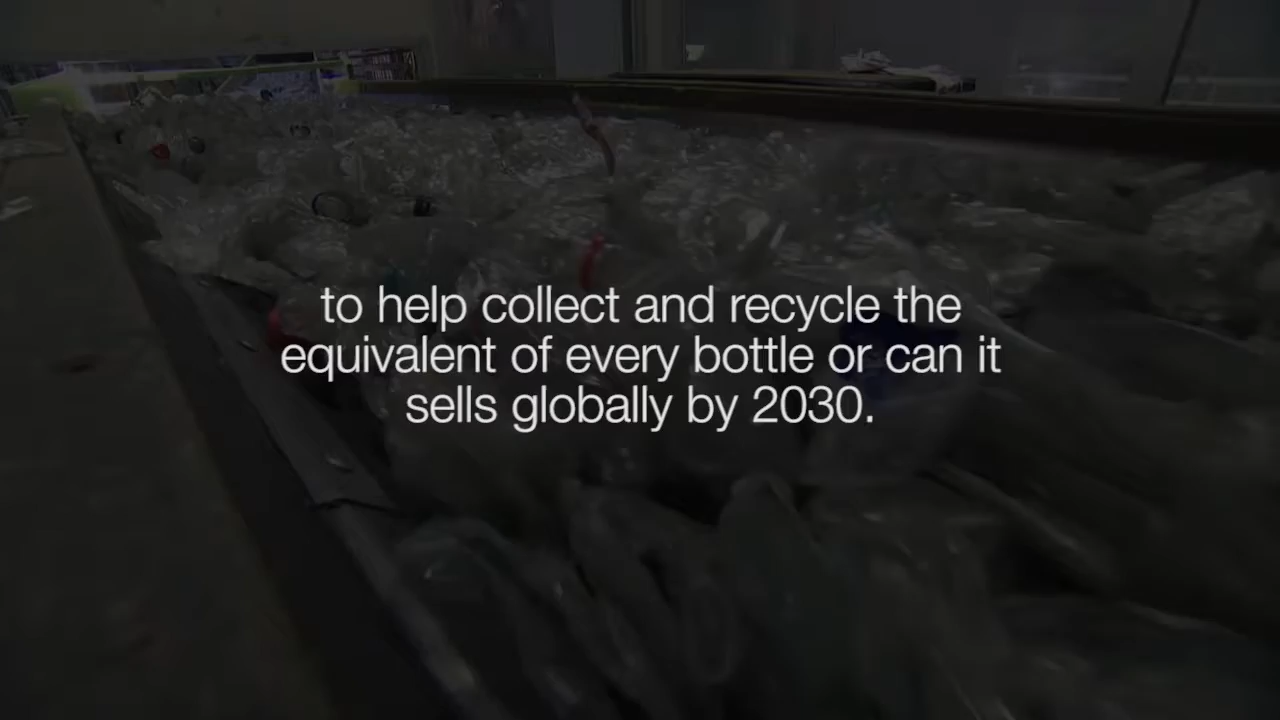 to help collect and recycle the
equivalent of every bottle or can it
sells globally by 2030.